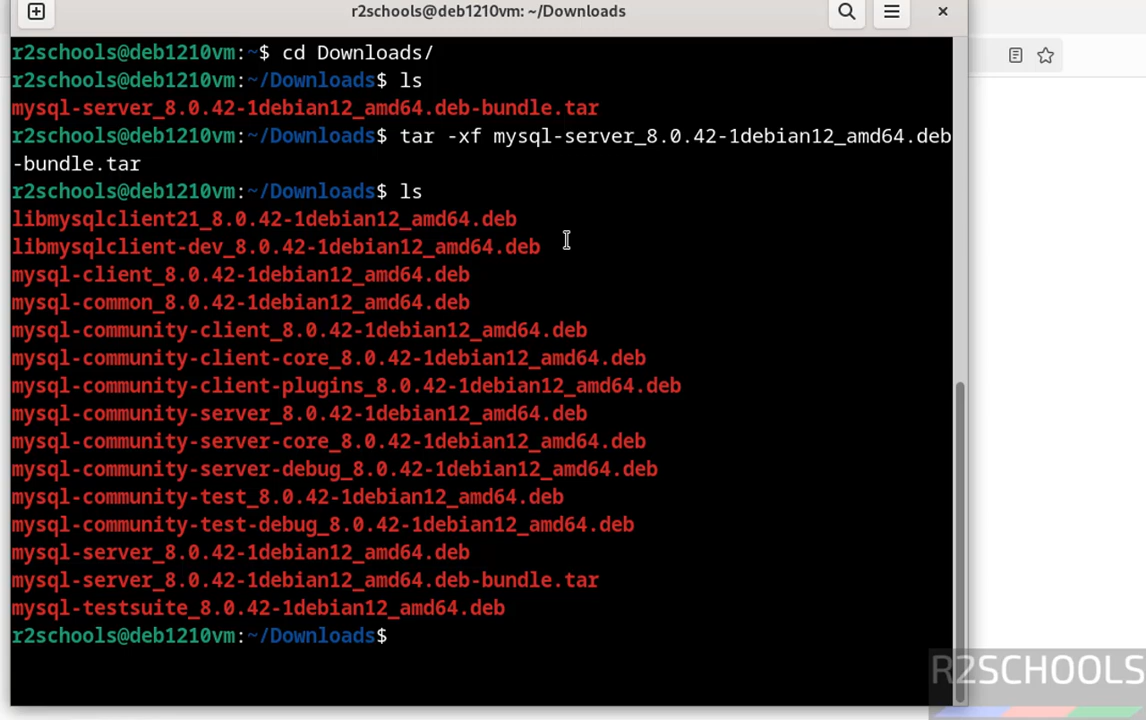 r2schools@deb1210vm: ~/Downloads
r2schools@deb1210vm:~$ cd Downloads/
r2schools@deb1210vm:~/Downloads$ ls
mysql-server_8.0.42-1debian12_amd64.deb-bundle.tar
r2schools@deb1210vm:~/Downloads$ tar -xf mysql-server_8.0.42-1debian12_amd64.deb
-bundle.tar
r2schools@deb1210vm:~/Downloads$ ls
libmysqlclient21_8.0.42-1debian12_amd64.deb
libmysqlclient-dev_8.0.42-1debian12_amd64.deb
mysql-client_8.0.42-1debian12_amd64.deb
mysql-common_8.0.42-1debian12_amd64.deb
mysql-community-client_8.0.42-1debian12_amd64.deb
mysql-community-client-core_8.0.42-1debian12_amd64.deb
mysql-community-client-plugins_8.0.42-1debian12_amd64.deb
mysql-community-server_8.0.42-1debian12_amd64.deb
mysql-community-server-core_8.0.42-1debian12_amd64.deb
mysql-community-server-debug_8.0.42-1debian12_amd64.deb
mysql-community-test_8.0.42-1debian12_amd64.deb
mysql-community-test-debug_8.0.42-1debian12_amd64.deb
mysql-server_8.0.42-1debian12_amd64.deb
mysql-server_8.0.42-1debian12_amd64.deb-bundle.tar
mysql-testsuite_8.0.42-1debian12_amd64.deb
r2schools@deb1210vm:~/Downloads$
R2SCHOOLS